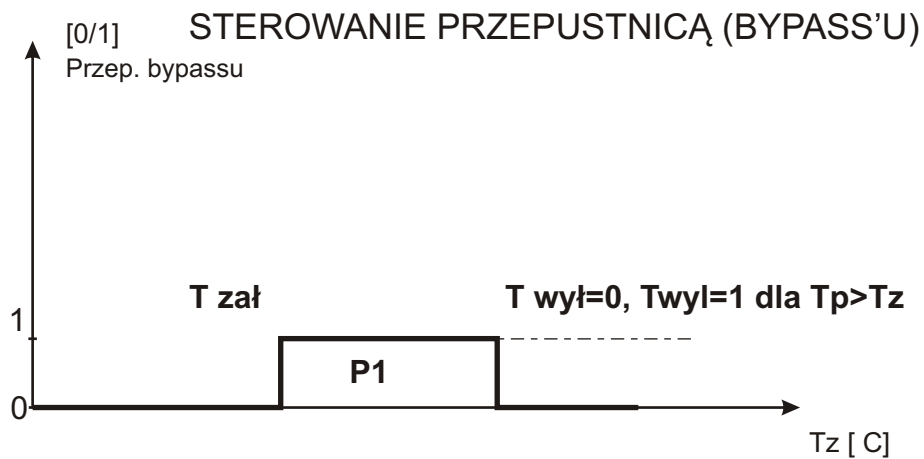 STEROWANIE PRZEPUSTNICĄ (BYPASS'U)
[0/1]
Przep. bypassu
T zał
T wył=0, Twyl=1 dla Tp>Tz
1
P1
0
Tz [ C]